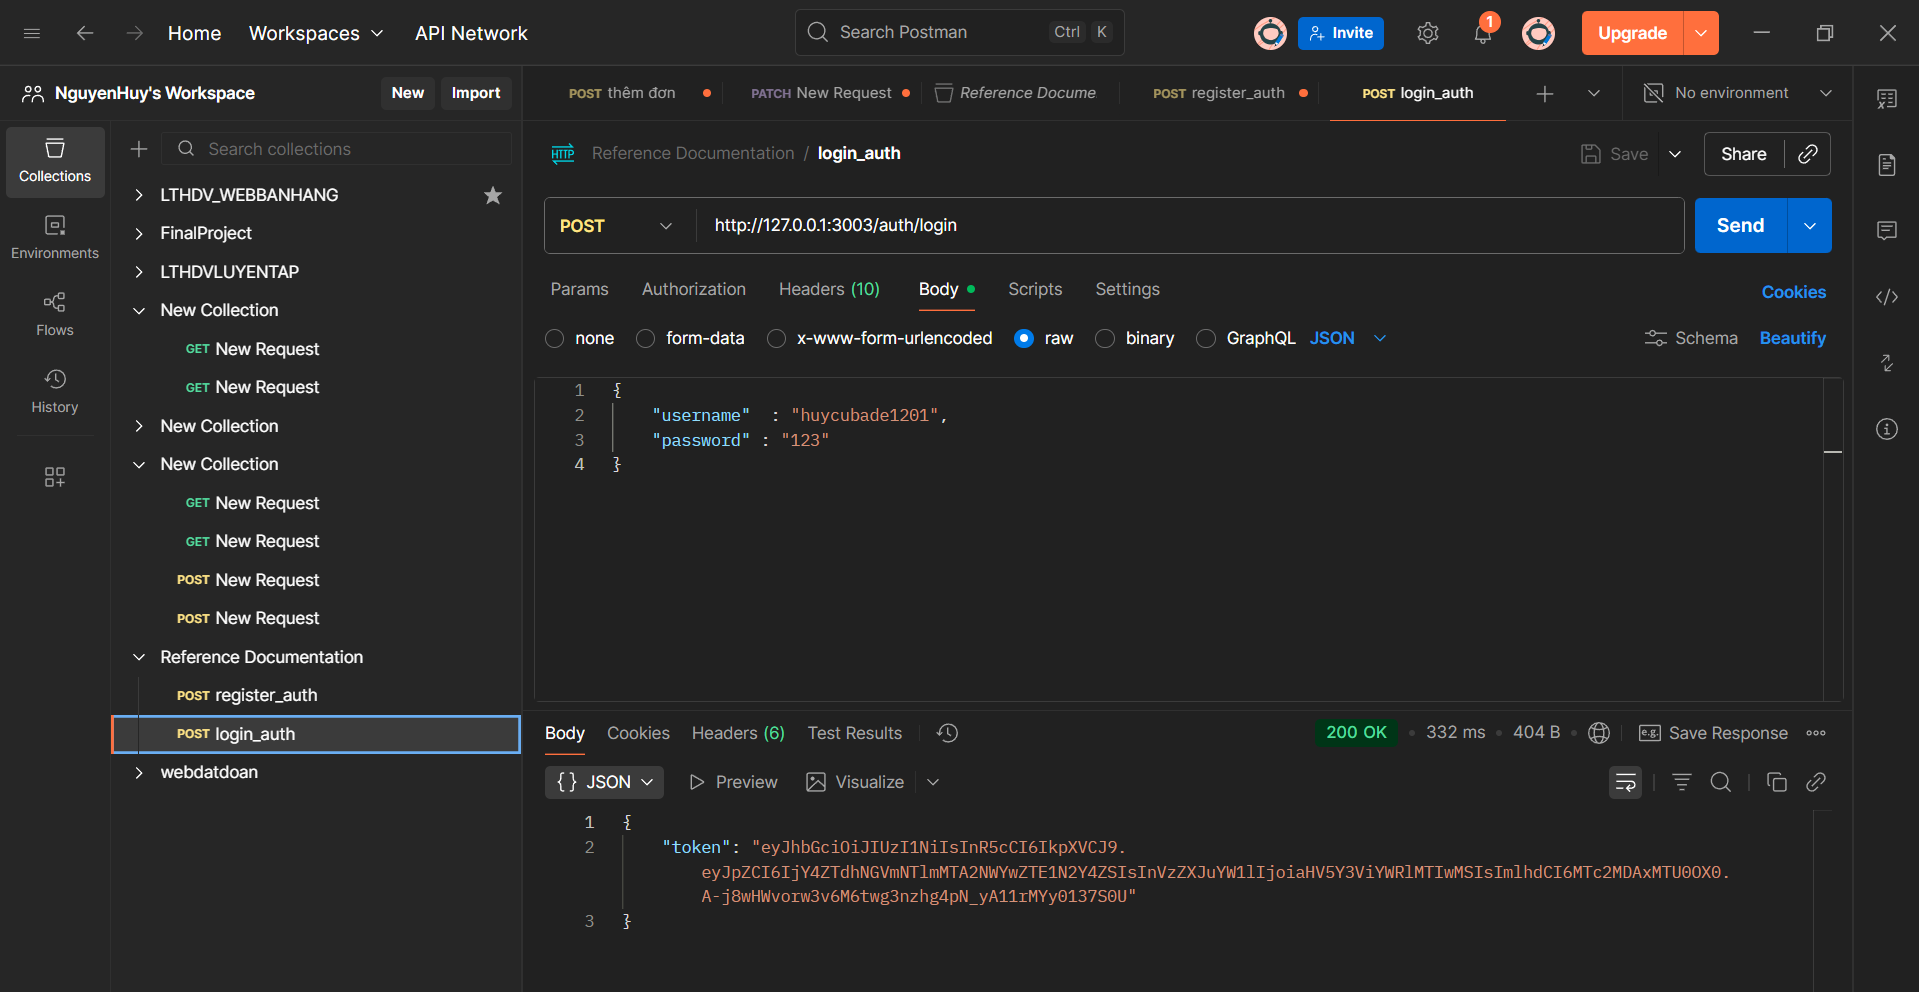 Home
Workspaces
API Network
Search Postman
Ctrl
K
Invite
1
Upgrade
NguyenHuy's Workspace
New
Import
POST thêm đơn
PATCH New Request
Reference Docume
POST register_auth
POST login_auth
No environment
Collections
Environments
Flows
History
Search collections
LTHDV_WEBBANHANG
FinalProject
LTHDVLUYENTAP
New Collection
GET New Request
GET New Request
New Collection
New Collection
GET New Request
GET New Request
POST New Request
POST New Request
Reference Documentation
POST register_auth
POST login_auth
webdatdoan
HTTP
Reference Documentation / login_auth
Save
Share
POST
http://127.0.0.1:3003/auth/login
Send
Params
Authorization
Headers (10)
Body
Scripts
Settings
Cookies
none
form-data
x-www-form-urlencoded
raw
binary
GraphQL
JSON
Schema
Beautify
1 {
2 "username" : "huycubade1201",
3 "password" : "123"
4 }
Body
Cookies
Headers (6)
Test Results
200 OK
332 ms
404 B
e.g.
Save Response
{} JSON
Preview
Visualize
1 {
2 "token": "eyJhbGciOiJIUzI1NiIsInR5cCI6IkpXVCJ9.
eyJpZCI6IjY4ZTdhNGVmNTlmMTA2NWYwZTE1N2Y4ZSIsInVzZXJuYW1lIjoiaHV5Y3ViYWRlMTIwMSIsImlhdCI6MTc2MDAxMTU0OX0.
A-j8wHWvorw3v6M6twg3nzhg4pN_yA11rMYy0137S0U"
3 }